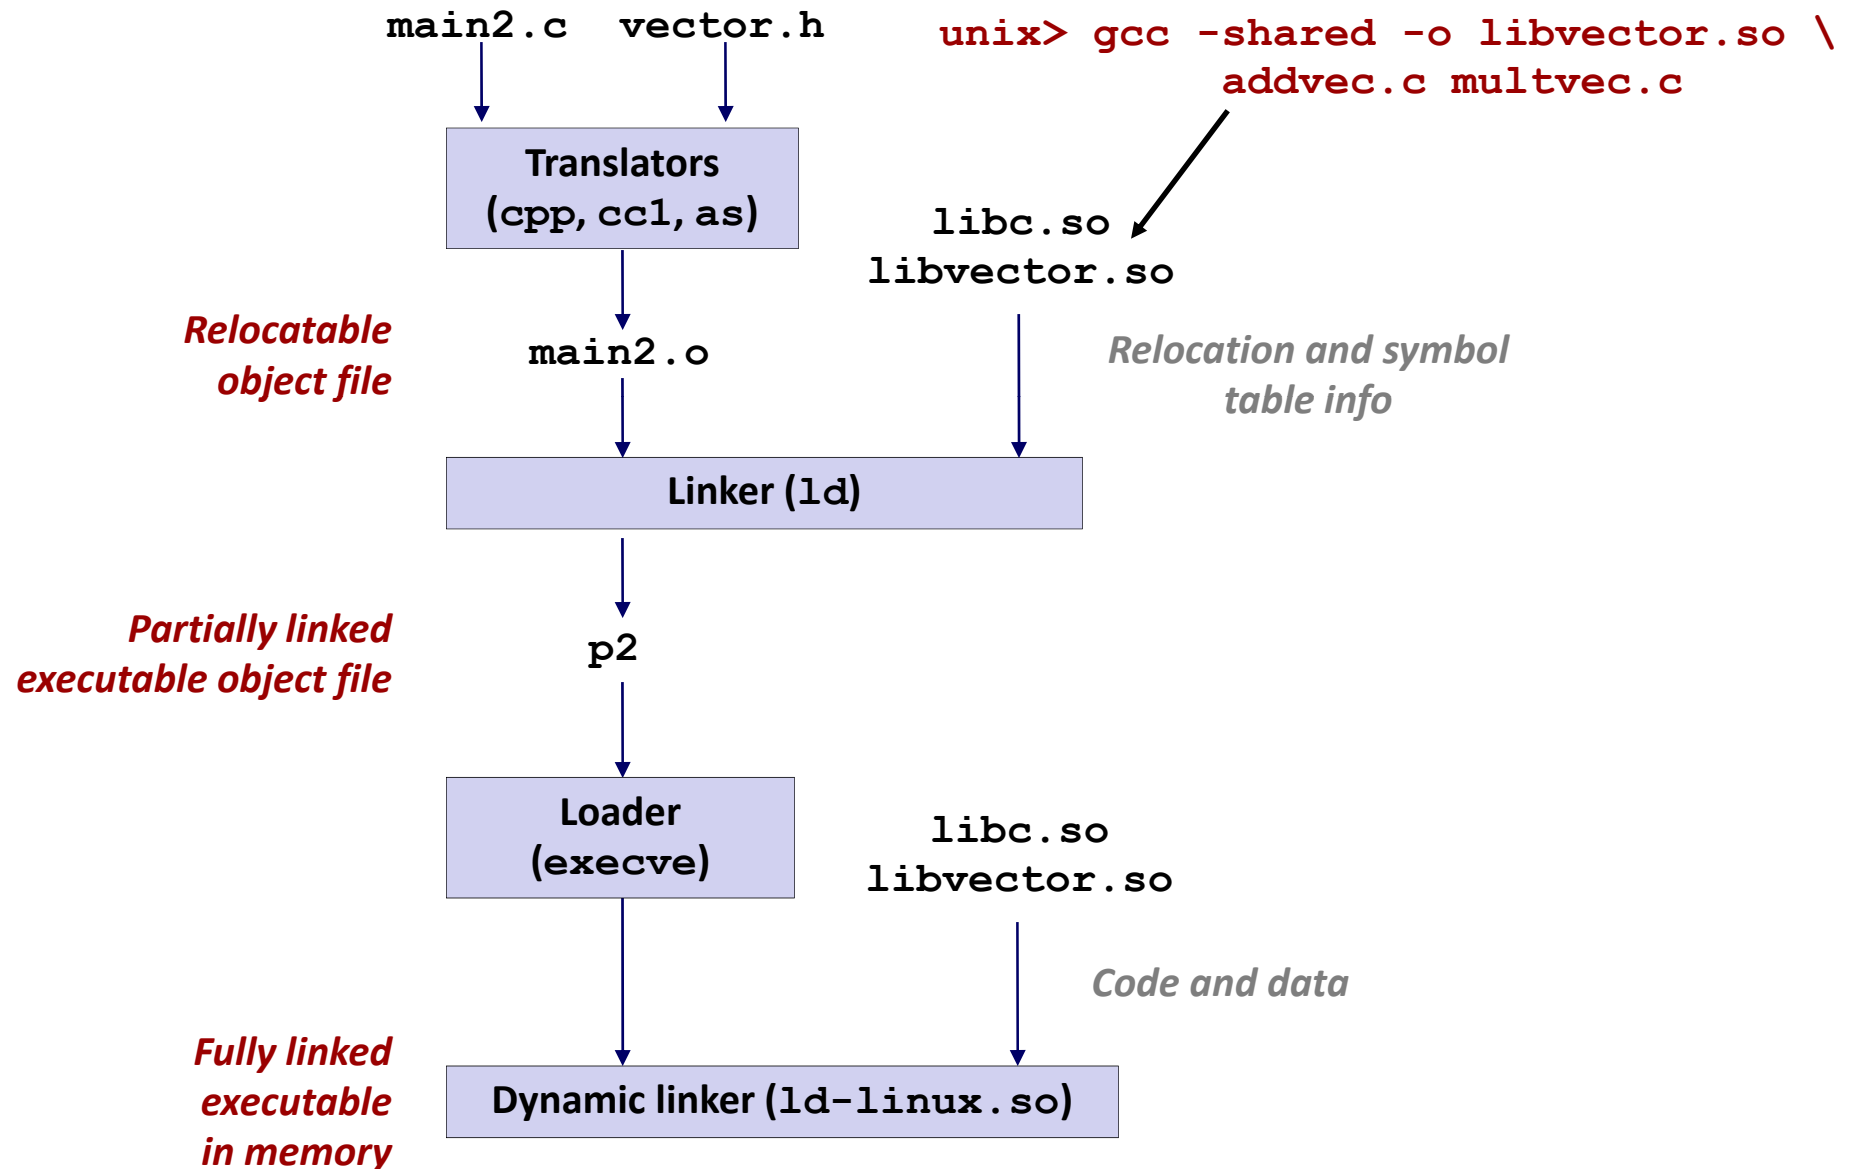 main2.c vector.h
unix> gcc -shared -o libvector.so \
addvec.c multvec.c
Translators
(cpp, cc1, as)
libc.so
libvector.so
Relocatable
object file
main2.o
Relocation and symbol
table info
Linker (ld)
Partially linked
executable object file
p2
Loader
(execve)
libc.so
libvector.so
Code and data
Fully linked
executable
in memory
Dynamic linker (ld-linux.so)